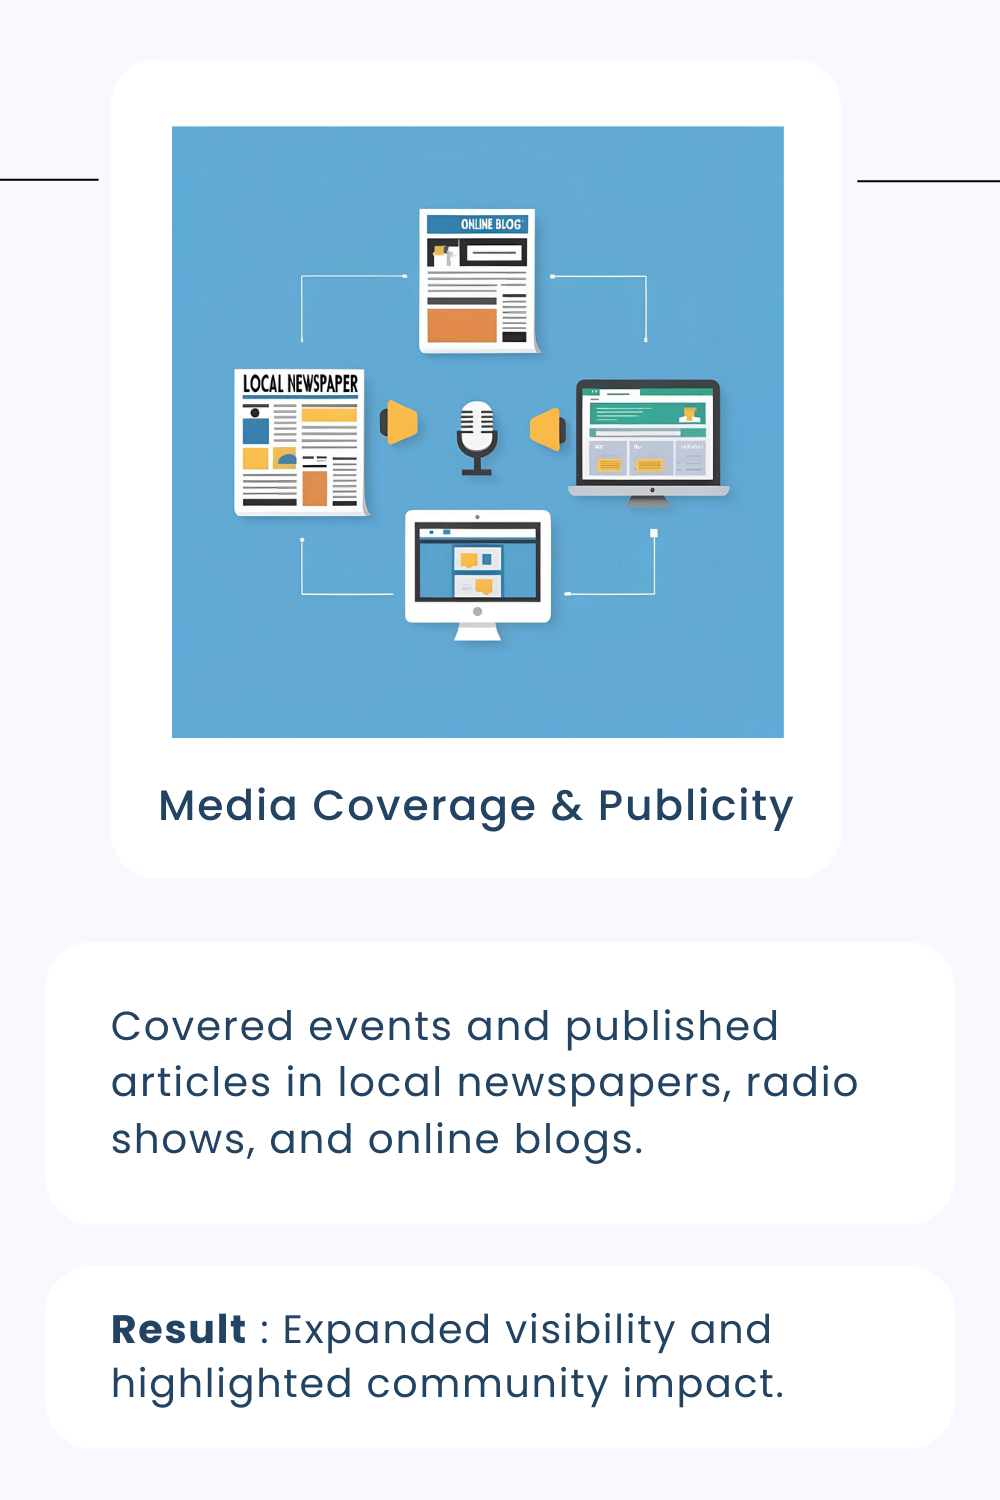 ONLINE BLOG
LOCAL NEWSPAPER
Media Coverage & Publicity
Covered events and published
articles in local newspapers, radio
shows, and online blogs.
Result : Expanded visibility and
highlighted community impact.